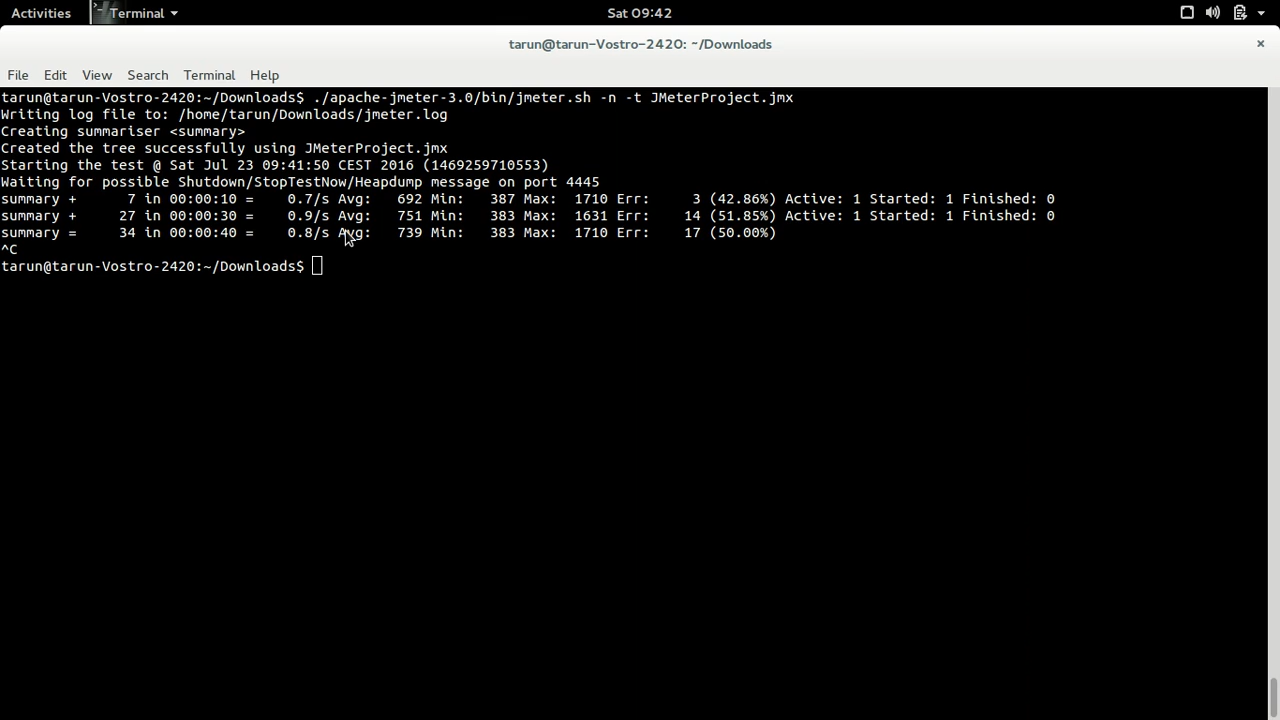 Activities Terminal Sat 09:42
tarun@tarun-Vostro-2420: ~/Downloads ×
File Edit View Search Terminal Help
tarun@tarun-Vostro-2420:~/Downloads$ ./apache-jmeter-3.0/bin/jmeter.sh -n -t JMeterProject.jmx
Writing log file to: /home/tarun/Downloads/jmeter.log
Creating summariser <summary>
Created the tree successfully using JMeterProject.jmx
Starting the test @ Sat Jul 23 09:41:50 CEST 2016 (1469259710553)
Waiting for possible Shutdown/StopTestNow/Heapdump message on port 4445
summary +      7 in 00:00:10 =    0.7/s Avg:   692 Min:   387 Max:  1710 Err:     3 (42.86%) Active: 1 Started: 1 Finished: 0
summary +     27 in 00:00:30 =    0.9/s Avg:   751 Min:   383 Max:  1631 Err:    14 (51.85%) Active: 1 Started: 1 Finished: 0
summary =     34 in 00:00:40 =    0.8/s Avg:   739 Min:   383 Max:  1710 Err:    17 (50.00%)
^C
tarun@tarun-Vostro-2420:~/Downloads$